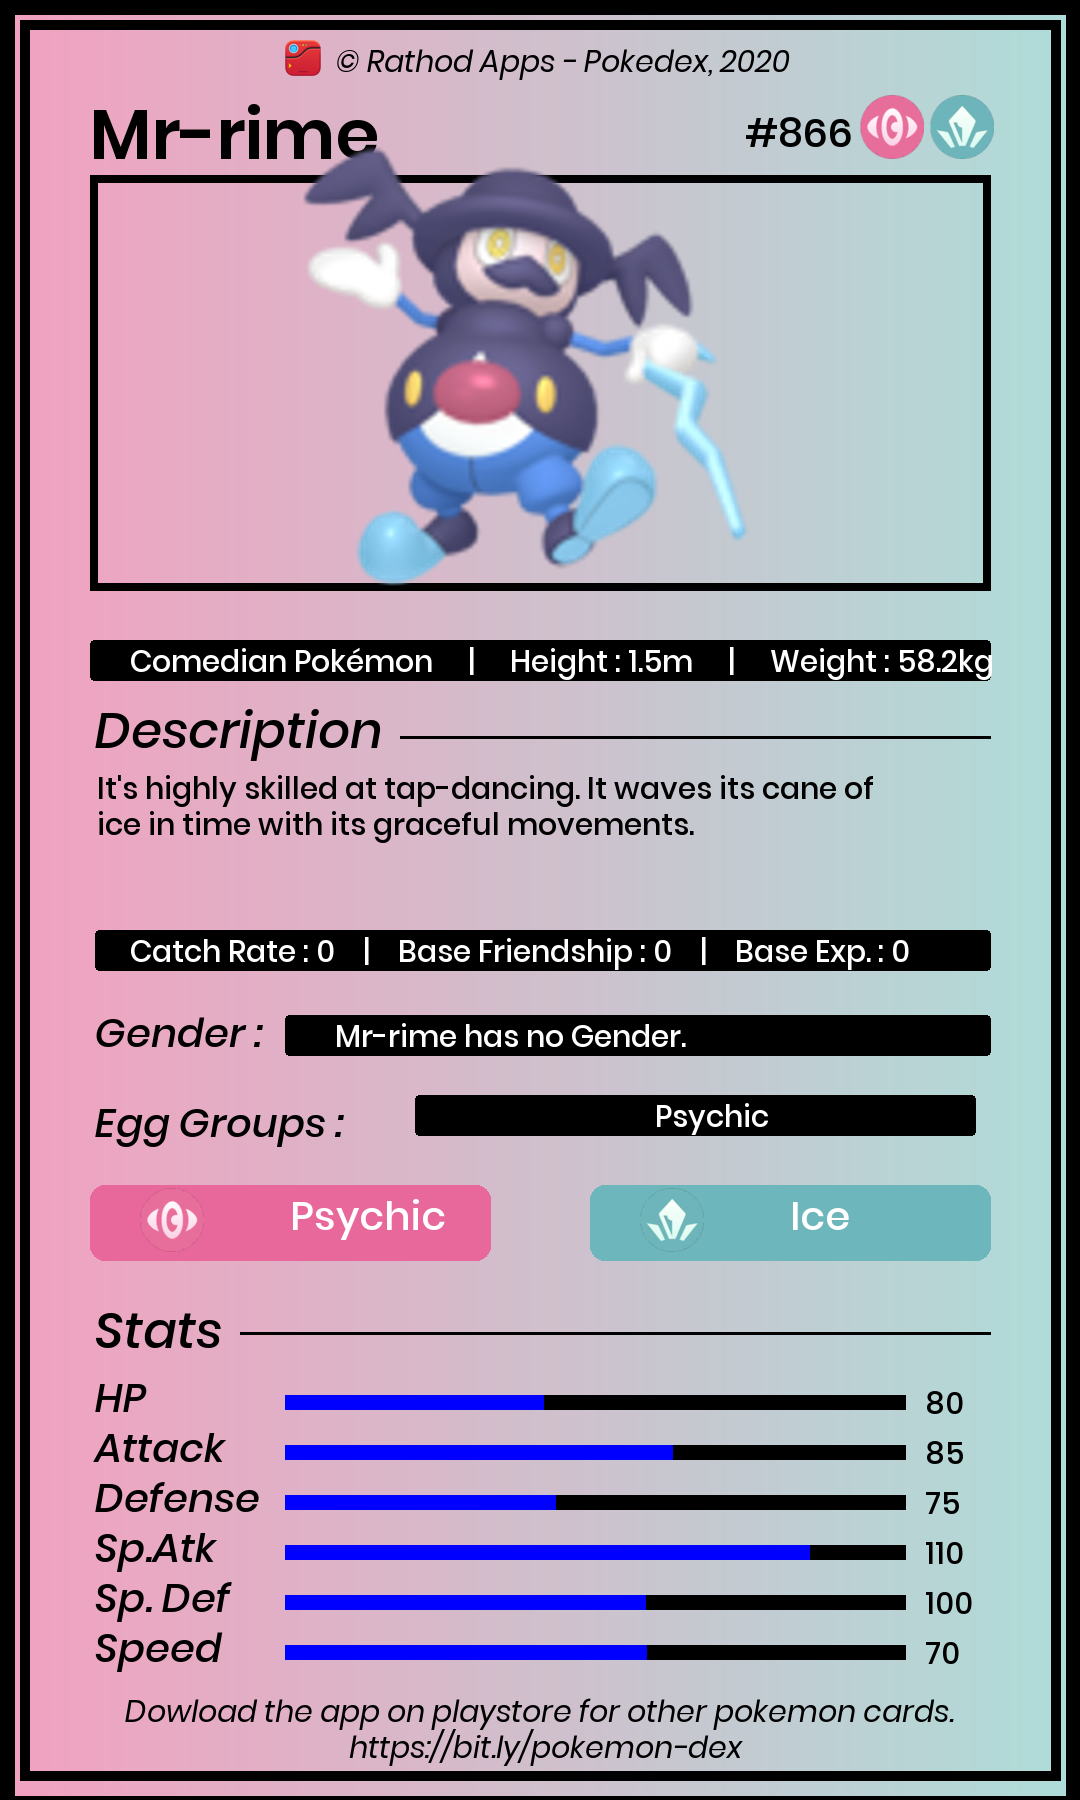 © Rathod Apps - Pokedex, 2020
Mr-rime
#866
Comedian Pokémon | Height : 1.5m | Weight : 58.2kg
Description
It's highly skilled at tap-dancing. It waves its cane of
ice in time with its graceful movements.
Catch Rate : 0 | Base Friendship : 0 | Base Exp. : 0
Gender : Mr-rime has no Gender.
Egg Groups : Psychic
Psychic Ice
Stats
HP 80
Attack 85
Defense 75
Sp.Atk 110
Sp. Def 100
Speed 70
Dowload the app on playstore for other pokemon cards.
https://bit.ly/pokemon-dex